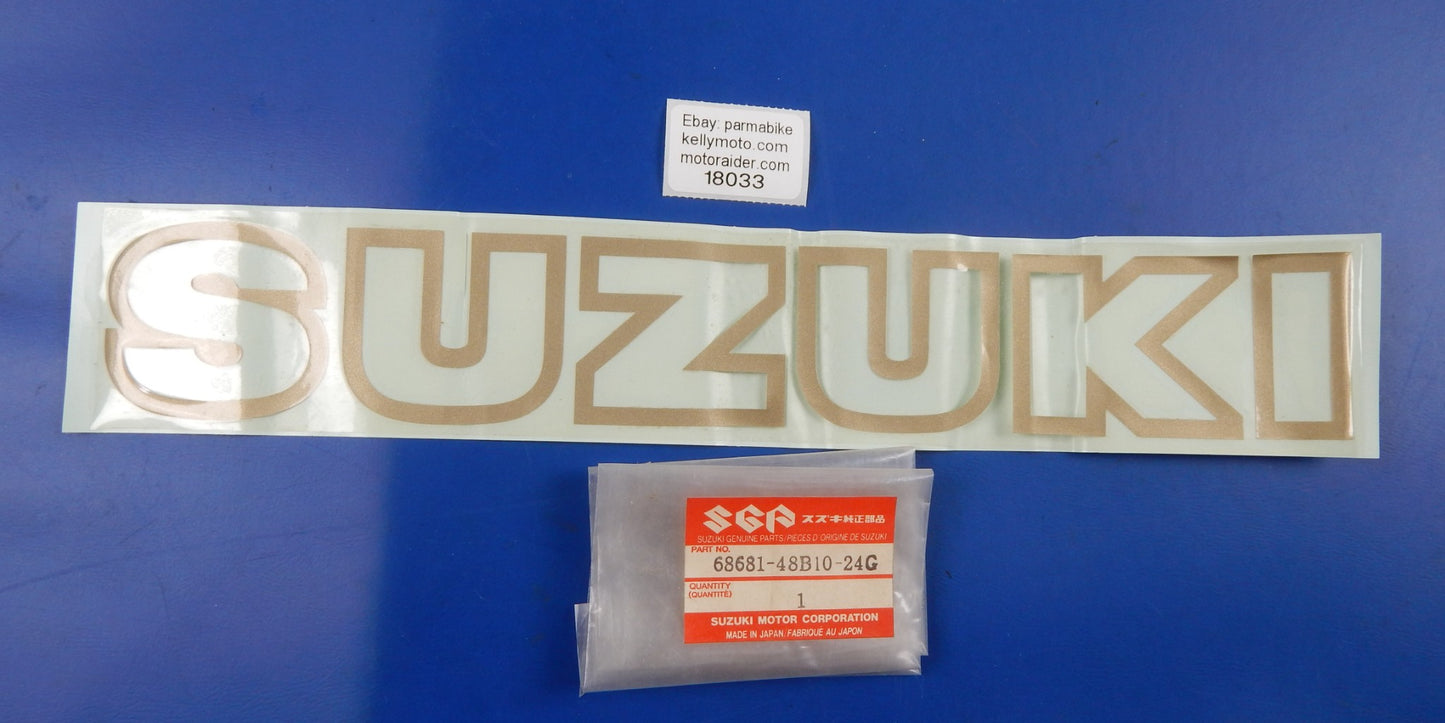 Ebay: parmabike
kellymoto.com
motoraider.com
18033
SUZUKI
SGP スズキ純正部品
SUZUKI GENUINE PARTS/PIECES D' ORIGINE DE SUZUKI
PART NO.
68681-48B10-24G
QUANTITY
(QUANTITÉ)
1
SUZUKI MOTOR CORPORATION
MADE IN JAPAN/FABRIQUÉ AU JAPON